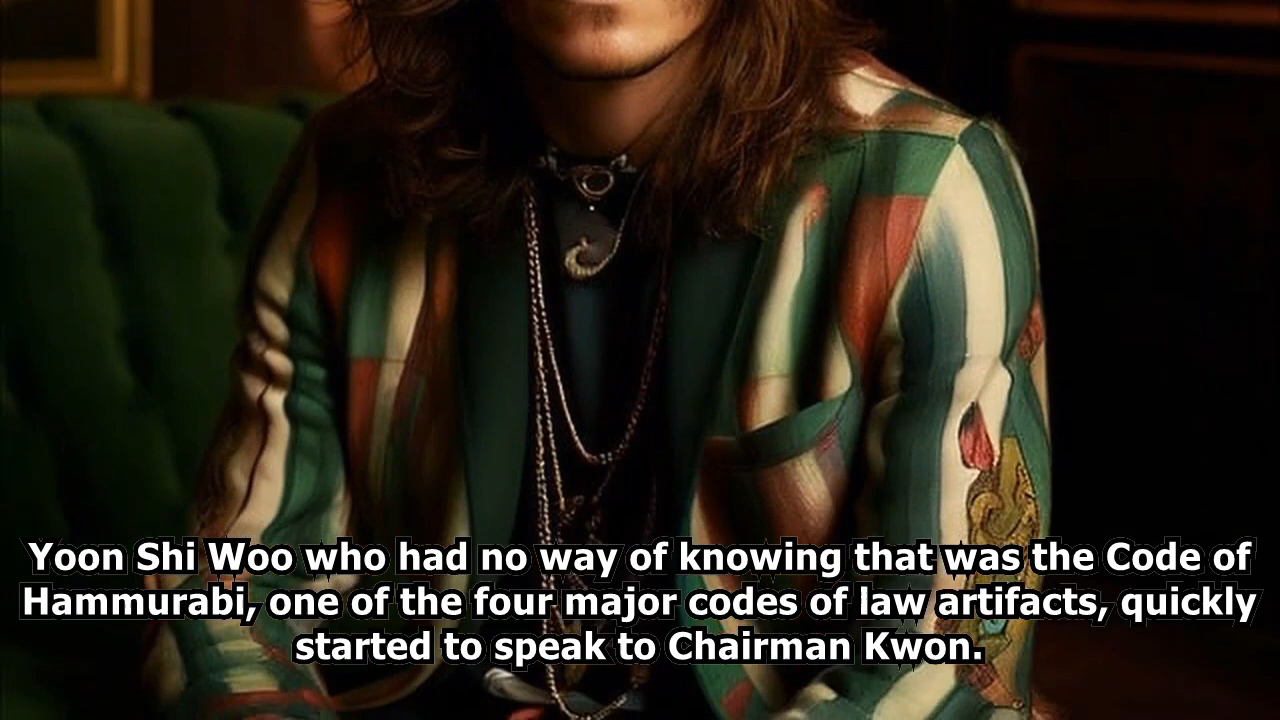 Yoon Shi Woo who had no way of knowing that was the Code of
Hammurabi, one of the four major codes of law artifacts, quickly
started to speak to Chairman Kwon.